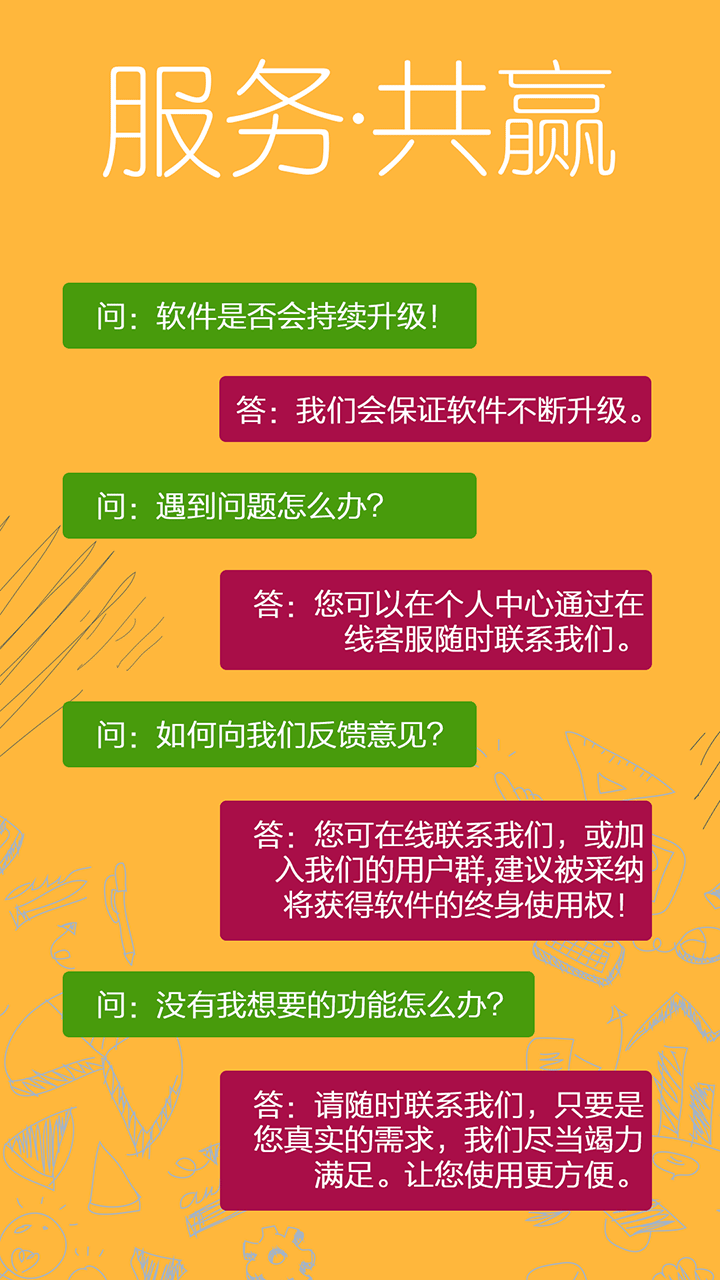 服务·共赢
问：软件是否会持续升级！
答：我们会保证软件不断升级。
问：遇到问题怎么办？
答：您可以在个人中心通过在
线客服随时联系我们。
问：如何向我们反馈意见？
答：您可在线联系我们，或加
入我们的用户群,建议被采纳
将获得软件的终身使用权！
问：没有我想要的功能怎么办？
答：请随时联系我们，只要是
您真实的需求，我们尽当竭力
满足。让您使用更方便。